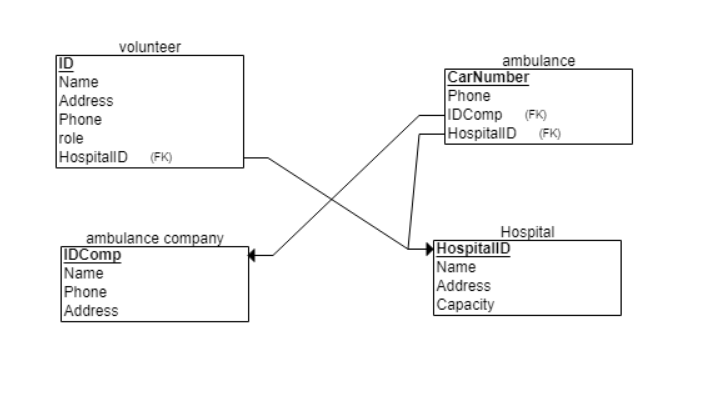 volunteer
ID
Name
Address
Phone
role
HospitalID (FK)
ambulance
CarNumber
Phone
IDComp (FK)
HospitalID (FK)
ambulance company
IDComp
Name
Phone
Address
Hospital
HospitalID
Name
Address
Capacity